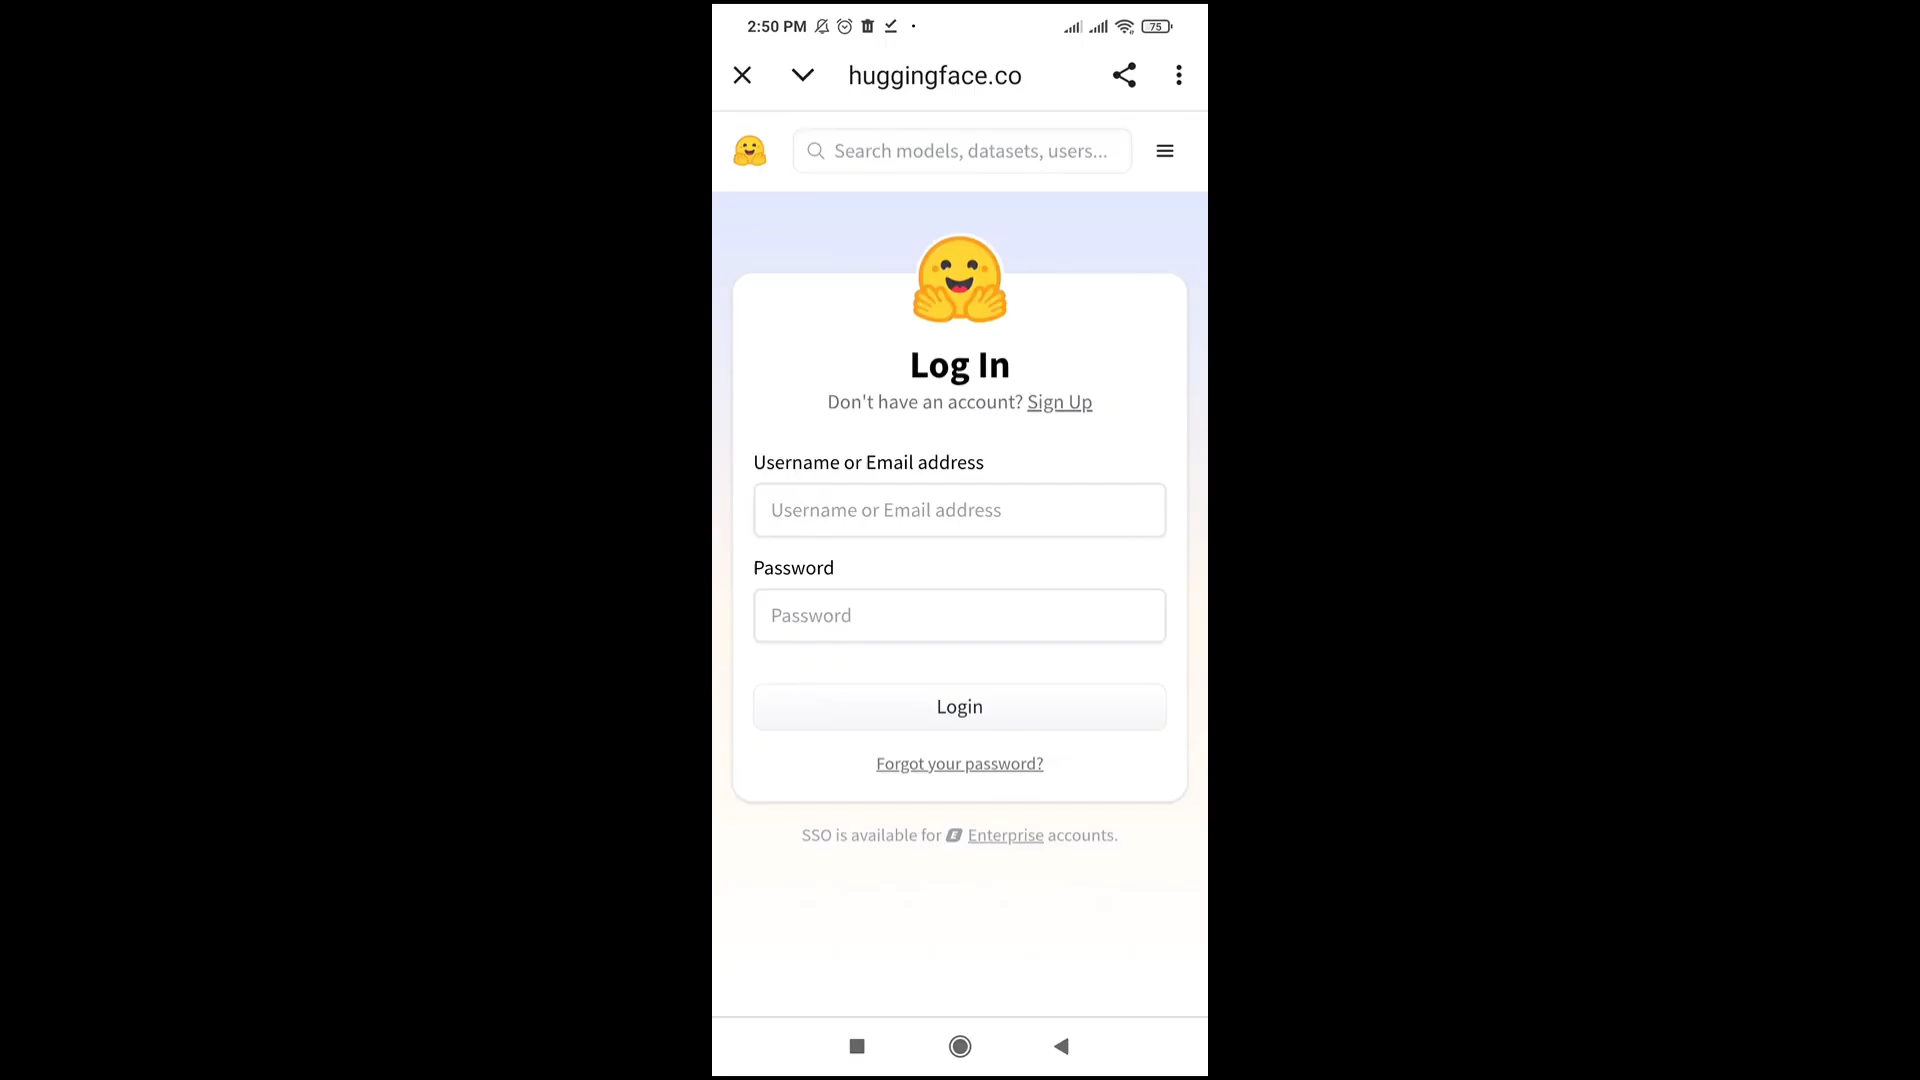 2:50 PM
75
huggingface.co
Search models, datasets, users...
Log In
Don't have an account? Sign Up
Username or Email address
Username or Email address
Password
Password
Login
Forgot your password?
SSO is available for E Enterprise accounts.